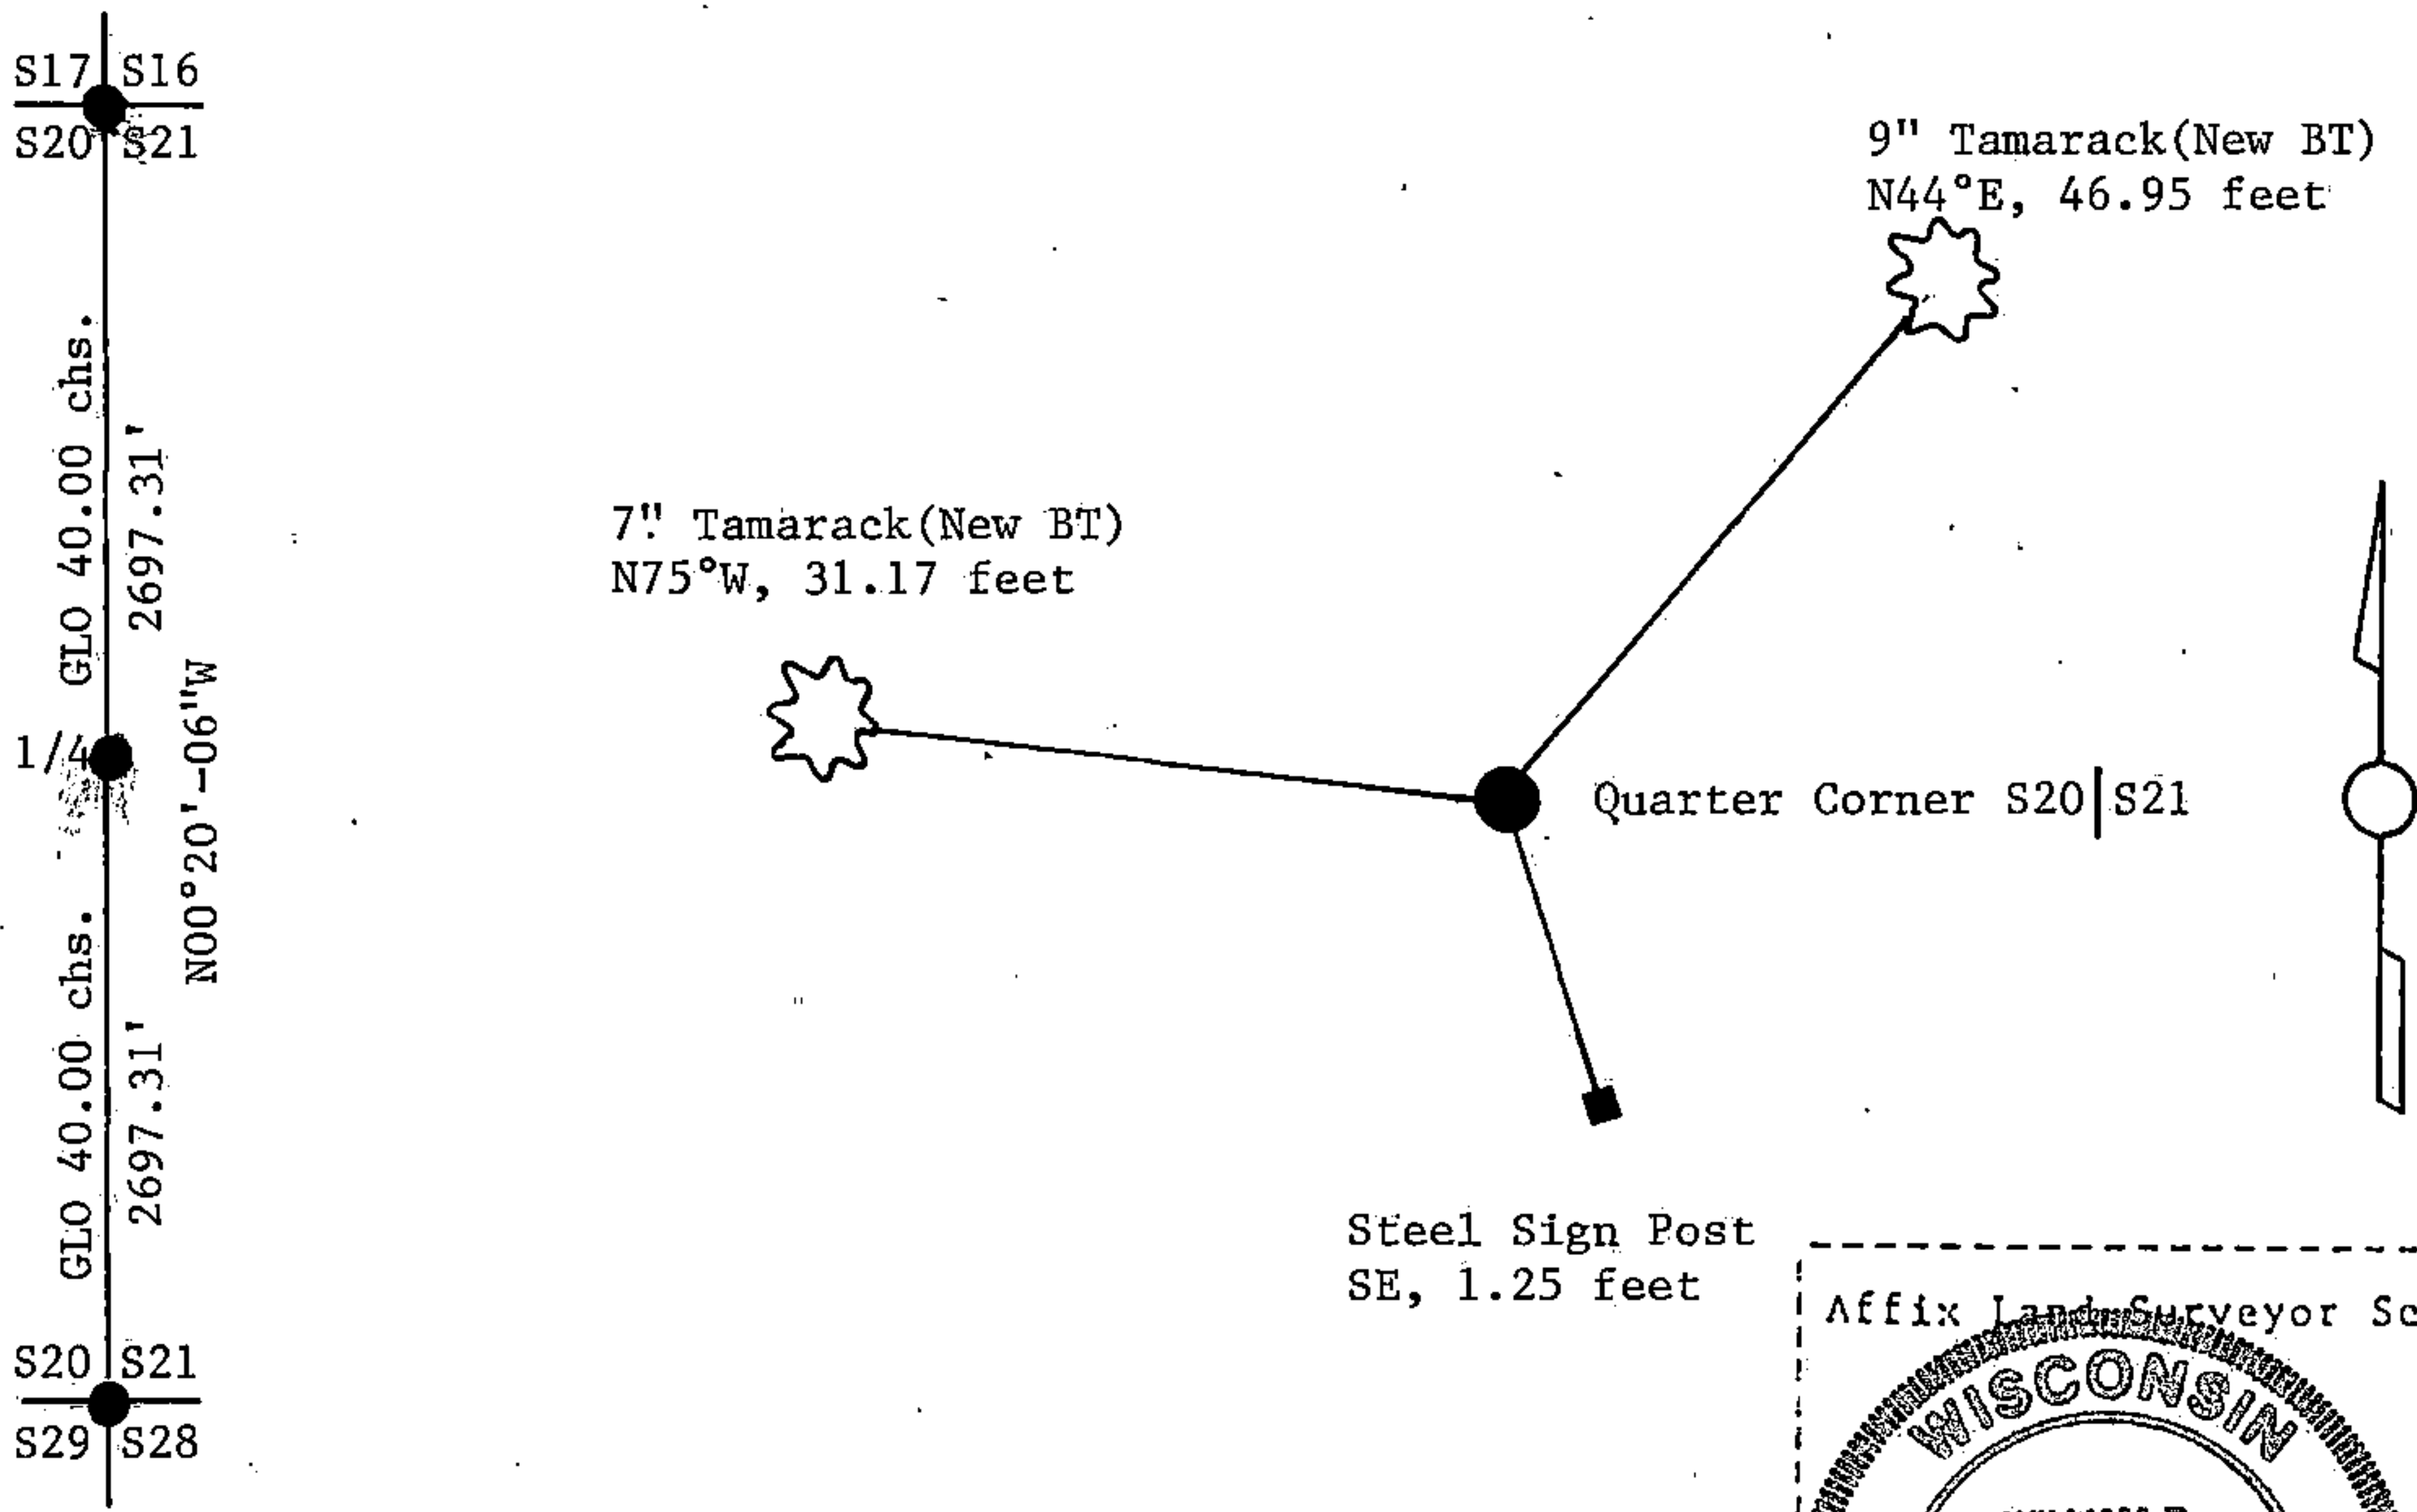 S17 S16
S20 S21
GLO 40.00 chs.
2697.31'
1/4
N00°20'-06"W
GLO 40.00 chs.
2697.31'
S20 S21
S29 S28
9" Tamarack(New BT)
N44°E, 46.95 feet
7" Tamarack(New BT)
N75°W, 31.17 feet
Quarter Corner S20|S21
Steel Sign Post
SE, 1.25 feet
Affix Land Surveyor
WISCONSIN